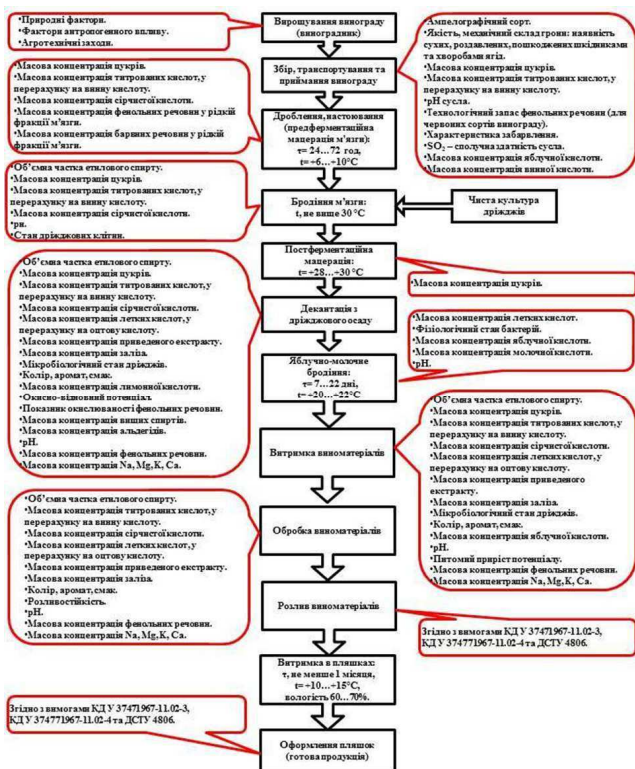 •Природні фактори.
•Фактори антропогенного впливу.
•Агротехнічні заходи.
Вирощування винограду
(виноградник)
•Ампелографічний сорт.
•Якість, механічний склад грони: наявність
сухих, роздавлених, пошкоджених шкідниками
та хворобами ягід.
•Масова концентрація цукрів.
•Масова концентрація титрованих кислот, у
перерахунку на винну кислоту.
•рН сусла.
•Технологічний запас фенольних речовин (для
червоних сортів винограду).
•Характеристика забарвлення.
•SO₂ – сполучна здатність сусла.
•Масова концентрація яблучної кислоти.
•Масова концентрація винної кислоти.
Збір, транспортування та
приймання винограду
•Масова концентрація цукрів.
•Масова концентрація титрованих кислот, у
перерахунку на винну кислоту.
•Масова концентрація сірчистої кислоти.
•Масова концентрація фенольних речовин у рідкій
фракції м'язги.
•Масова концентрація барвних речовин у рідкій
фракції м'язги.
Дроблення, настоювання
(предферментаційна
мацерація м'язги):
τ= 24…72 год,
t= +6…+10°С
•Об'ємна частка етилового спирту.
•Масова концентрація цукрів.
•Масова концентрація титрованих кислот, у
перерахунку на винну кислоту.
•Масова концентрація сірчистої кислоти.
•рн.
•Стан дріжджових клітин.
Бродіння м'язги:
t, не вище 30 °С
Чиста культура
дріжджів
Постферментаційна
мацерація:
t= +28…+30 °С
•Масова концентрація цукрів.
•Об'ємна частка етилового спирту.
•Масова концентрація цукрів.
•Масова концентрація титрованих кислот, у
перерахунку на винну кислоту.
•Масова концентрація сірчистої кислоти.
•Масова концентрація летких кислот, у
перерахунку на оцтову кислоту.
•Масова концентрація приведеного екстракту.
•Масова концентрація заліза.
•Мікробіологічний стан дріжджів.
•Колір, аромат, смак.
•Масова концентрація лимонної кислоти.
•Окисно-відновний потенціал.
•Показник окислюваності фенольних речовин.
•Масова концентрація вищих спиртів.
•Масова концентрація альдегідів.
•рН.
•Масова концентрація фенольних речовин.
•Масова концентрація Na, Mg, K, Ca.
Декантація з
дріжджового осаду
•Масова концентрація летких кислот.
•Фізіологічний стан бактерій.
•Масова концентрація яблучної кислоти.
•Масова концентрація молочної кислоти.
•рН.
Яблучно-молочне
бродіння:
τ= 7…22 дні,
t= +20…+22°С
Витримка виноматеріалів
•Об'ємна частка етилового спирту.
•Масова концентрація цукрів.
•Масова концентрація титрованих кислот, у
перерахунку на винну кислоту.
•Масова концентрація сірчистої кислоти.
•Масова концентрація летких кислот, у
перерахунку на оцтову кислоту.
•Масова концентрація приведеного
екстракту.
•Масова концентрація заліза.
•Мікробіологічний стан дріжджів.
•Колір, аромат, смак.
•Масова концентрація яблучної кислоти.
•рН.
•Питомий приріст потенціалу.
•Масова концентрація фенольних речовин.
•Масова концентрація Na, Mg, K, Ca.
•Об'ємна частка етилового спирту.
•Масова концентрація титрованих кислот, у
перерахунку на винну кислоту.
•Масова концентрація сірчистої кислоти.
•Масова концентрація летких кислот, у
перерахунку на оцтову кислоту.
•Масова концентрація приведеного екстракту.
•Масова концентрація заліза.
•Колір, аромат, смак.
•Розливостійкість.
•рН.
•Масова концентрація фенольних речовин.
•Масова концентрація Na, Mg, K, Ca.
Обробка виноматеріалів
Розлив виноматеріалів
Згідно з вимогами КД У 37471967-11.02-3,
КД У 374771967-11.02-4 та ДСТУ 4806.
Витримка в пляшках:
τ, не менше 1 місяця,
t= +10…+15°С,
вологість 60…70%.
Згідно з вимогами КД У 37471967-11.02-3,
КД У 374771967-11.02-4 та ДСТУ 4806.
Оформлення пляшок
(готова продукція)